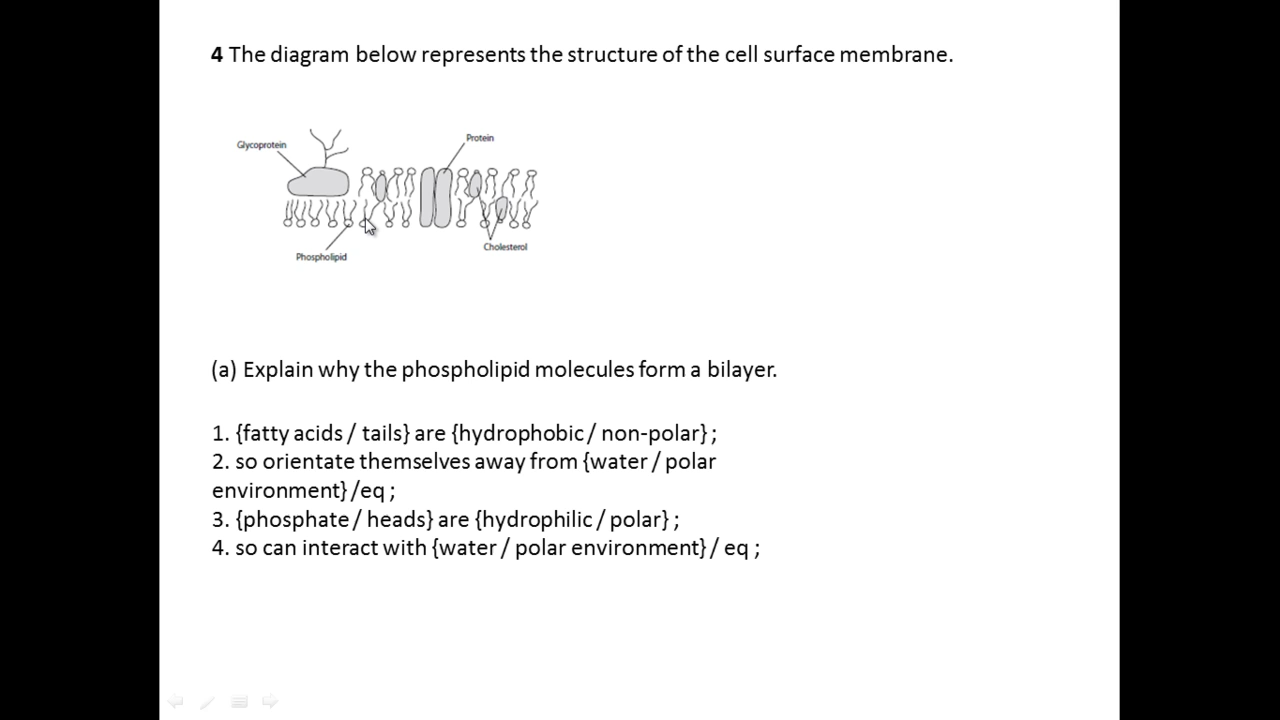 4 The diagram below represents the structure of the cell surface membrane.
Protein
Glycoprotein
Cholesterol
Phospholipid
(a) Explain why the phospholipid molecules form a bilayer.
1. {fatty acids / tails} are {hydrophobic / non-polar} ;
2. so orientate themselves away from {water / polar
environment} /eq ;
3. {phosphate / heads} are {hydrophilic / polar} ;
4. so can interact with {water / polar environment} / eq ;